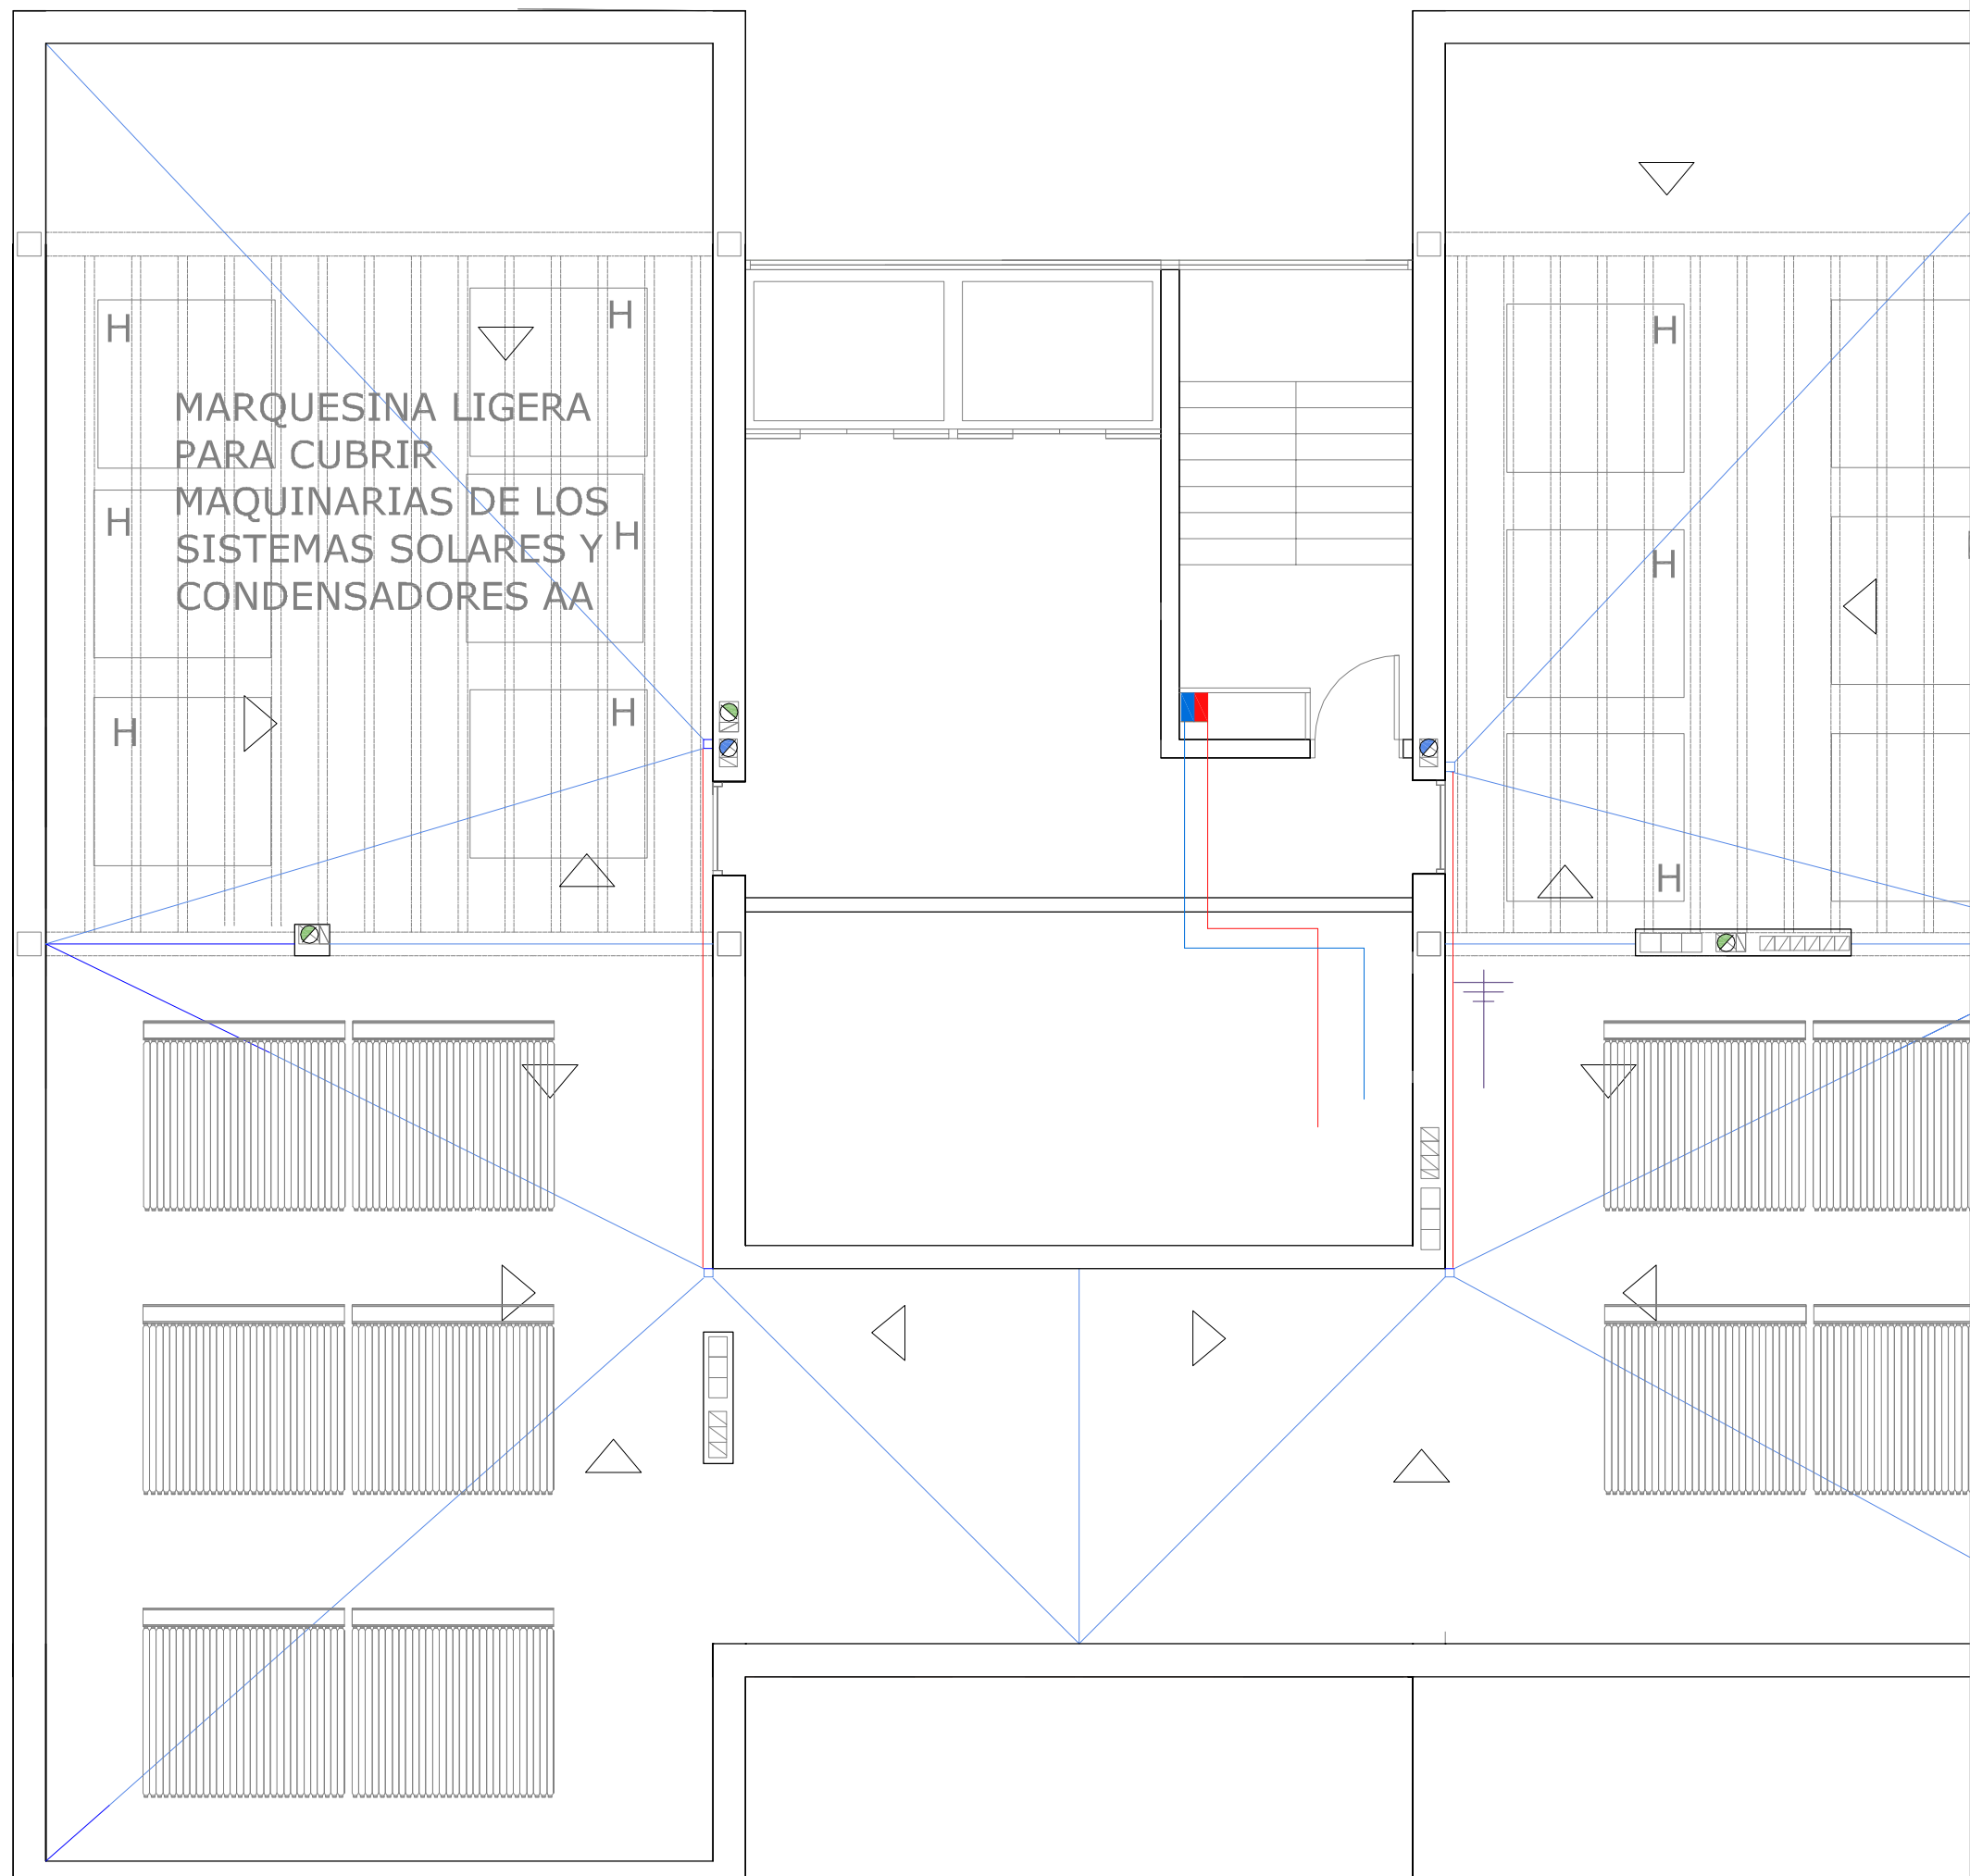 H
H
MARQUESINA LIGERA
PARA CUBRIR
MAQUINARIAS DE LOS
SISTEMAS SOLARES Y
CONDENSADORES AA
H
H
H
H
H
H
H